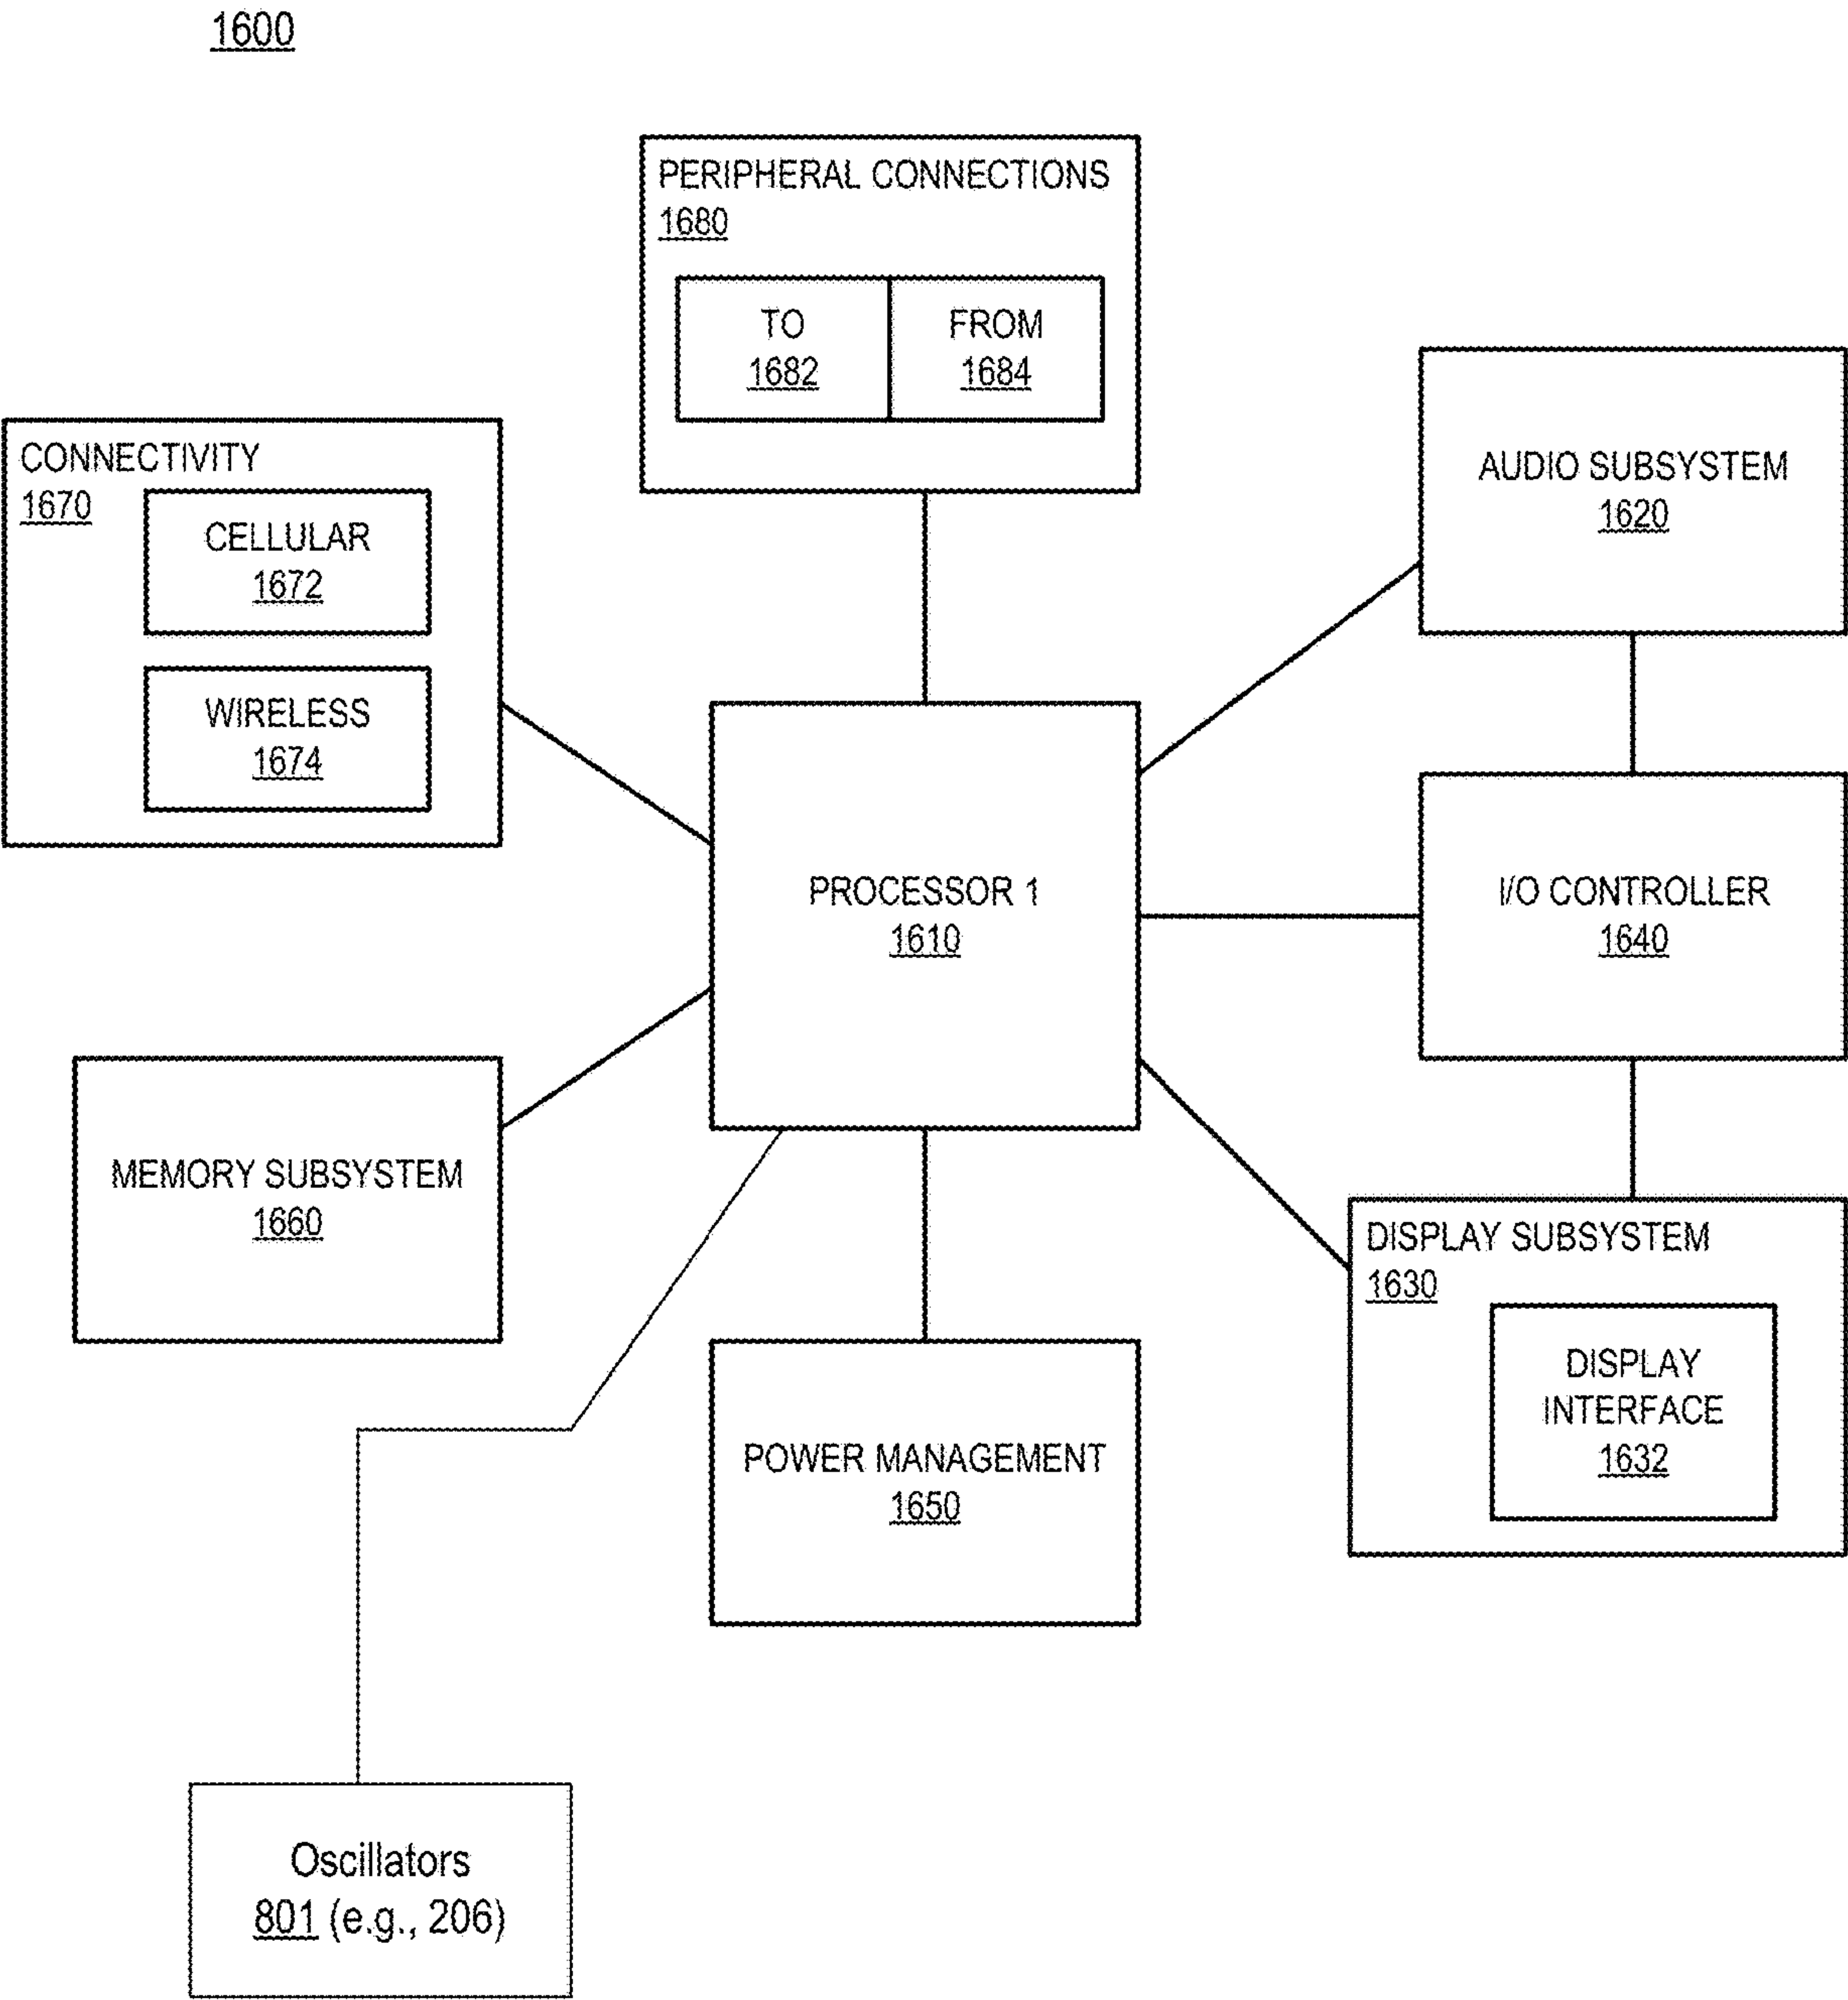 1600
PERIPHERAL CONNECTIONS
1680
TO
1682
FROM
1684
CONNECTIVITY
1670
CELLULAR
1672
WIRELESS
1674
AUDIO SUBSYSTEM
1620
PROCESSOR 1
1610
I/O CONTROLLER
1640
MEMORY SUBSYSTEM
1660
DISPLAY SUBSYSTEM
1630
DISPLAY
INTERFACE
1632
POWER MANAGEMENT
1650
Oscillators
801 (e.g., 206)